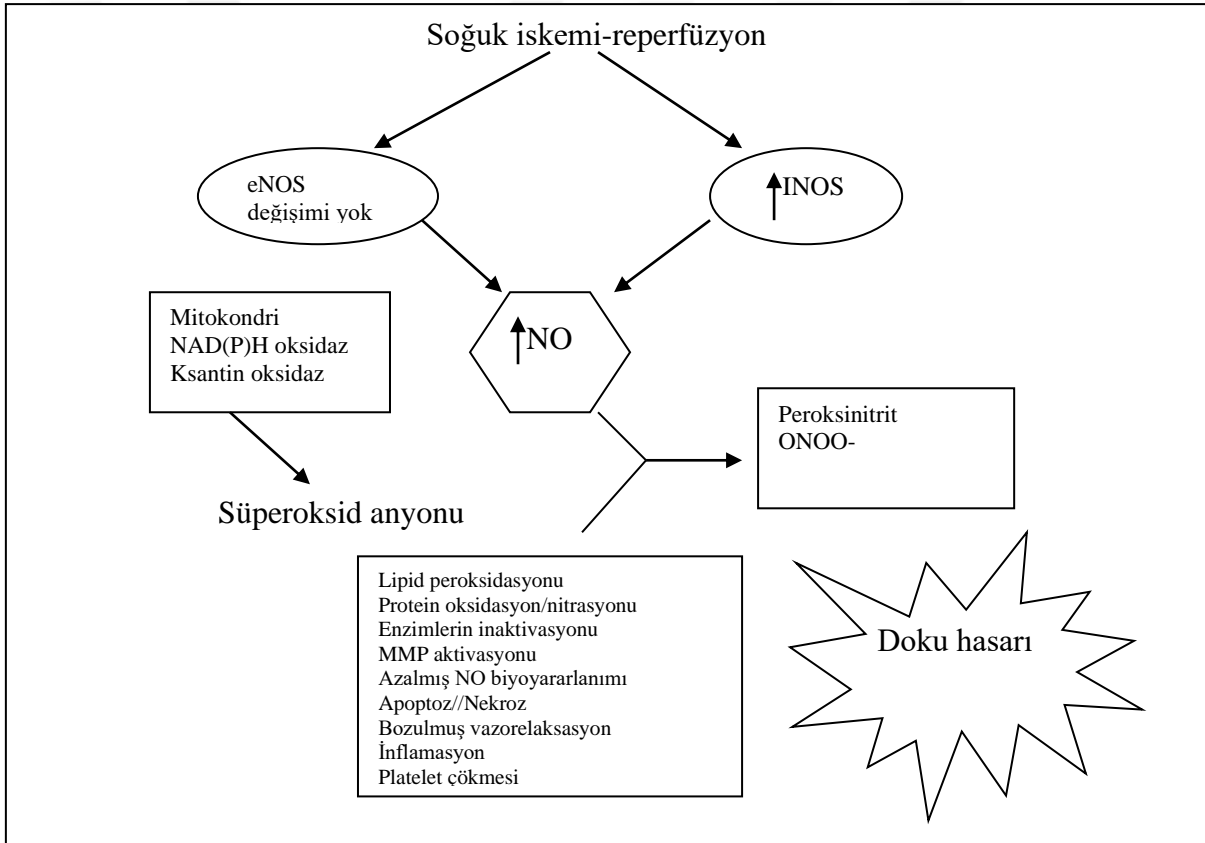 Soğuk iskemi-reperfüzyon
eNOS
değişimi yok
INOS
Mitokondri
NAD(P)H oksidaz
Ksantin oksidaz
NO
Peroksinitrit
ONOO-
Süperoksid anyonu
Lipid peroksidasyonu
Protein oksidasyon/nitrasyonu
Enzimlerin inaktivasyonu
MMP aktivasyonu
Azalmış NO biyoyararlanımı
Apoptoz//Nekroz
Bozulmuş vazorelaksasyon
İnflamasyon
Platelet çökmesi
Doku hasarı